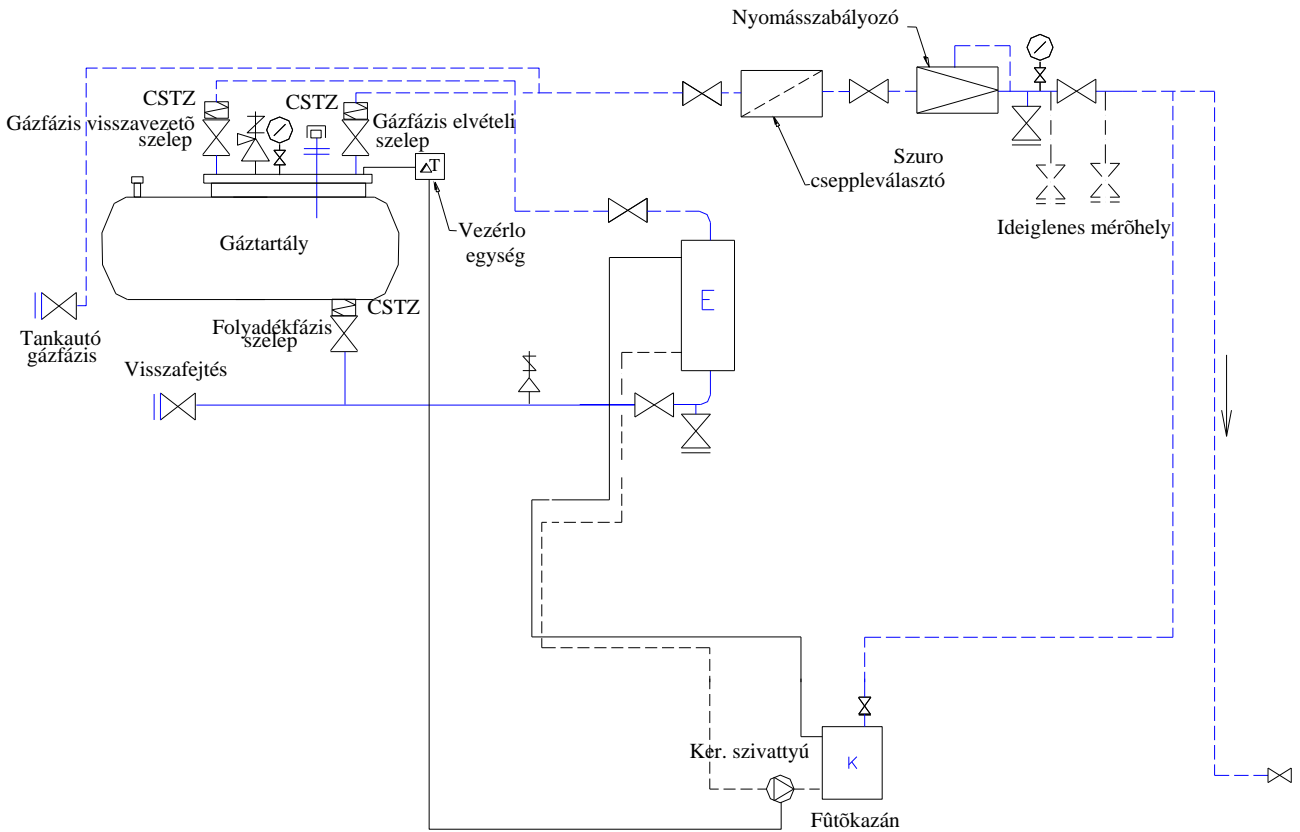 Nyomásszabályozó
CSTZ
CSTZ
Gázfázis visszavezetõ
szelep
Gázfázis elvételi
szelep
ΔT
Szuro
cseppleválasztó
Ideiglenes mérõhely
Vezérlo
egység
Gáztartály
E
CSTZ
Tankautó
gázfázis
Folyadékfázis
szelep
Visszafejtés
Ker. szivattyú
K
Fûtõkazán